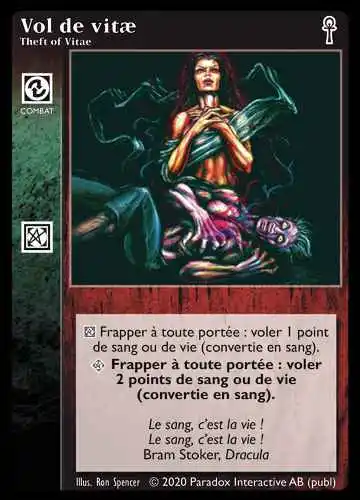 Vol de vitæ
Theft of Vitae
COMBAT
Frapper à toute portée : voler 1 point
de sang ou de vie (convertie en sang).
Frapper à toute portée : voler
2 points de sang ou de vie
(convertie en sang).
Le sang, c'est la vie !
Le sang, c'est la vie !
Bram Stoker, Dracula
Illus. Ron Spencer © 2020 Paradox Interactive AB (publ)